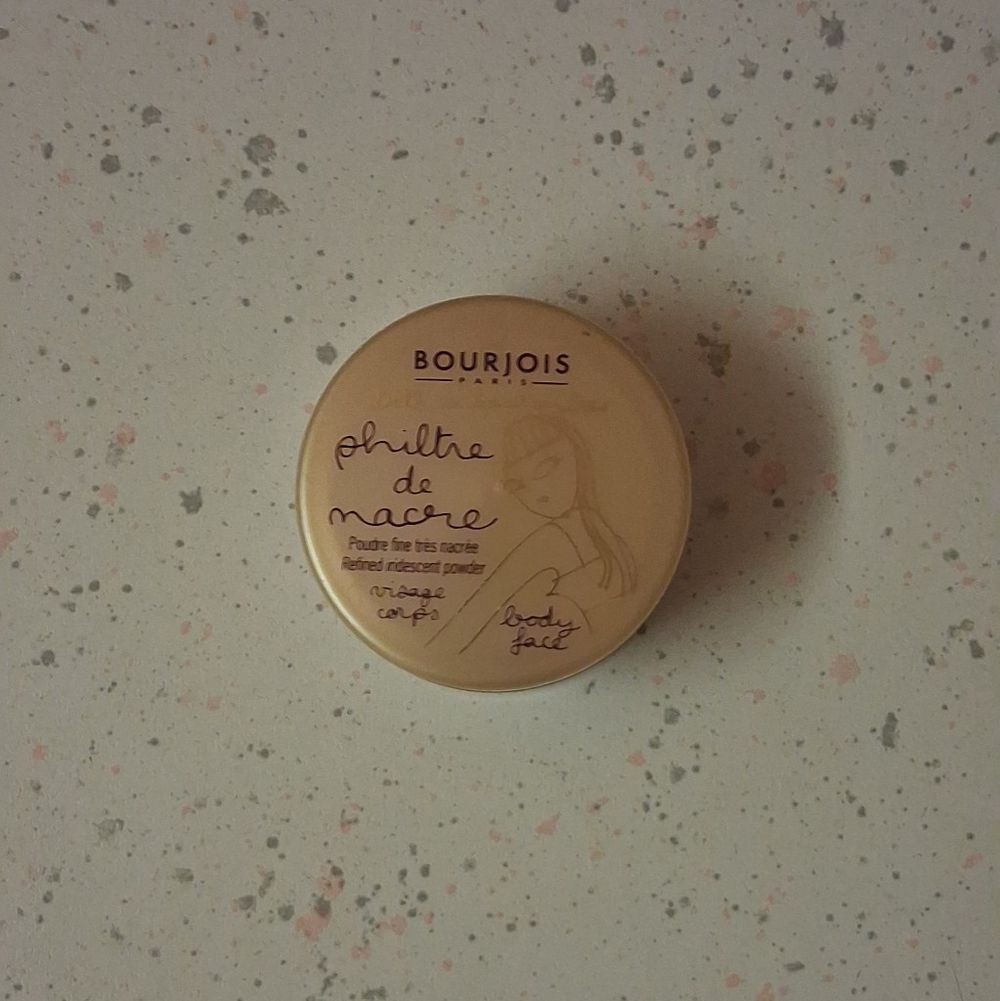 BOURJOIS
PARIS
philtre
de
nacre
Poudre fine très nacrée
Refined iridescent powder
visage
corps
body
face